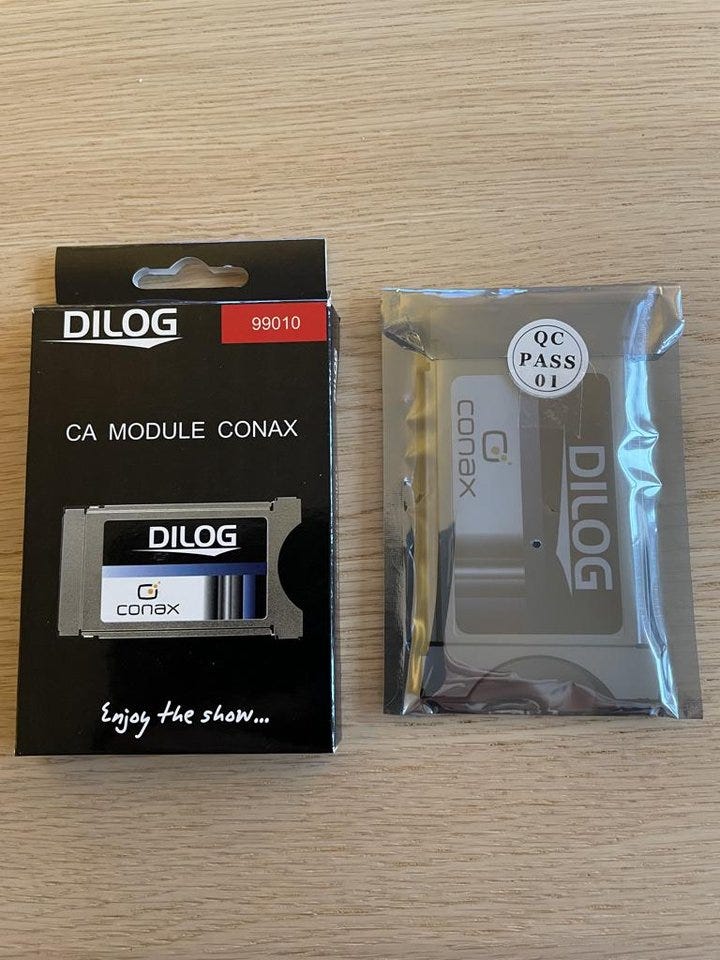 DILOG
99010
CA MODULE CONAX
DILOG
conax
Enjoy the show...
QC
PASS
01
conax
DILOG